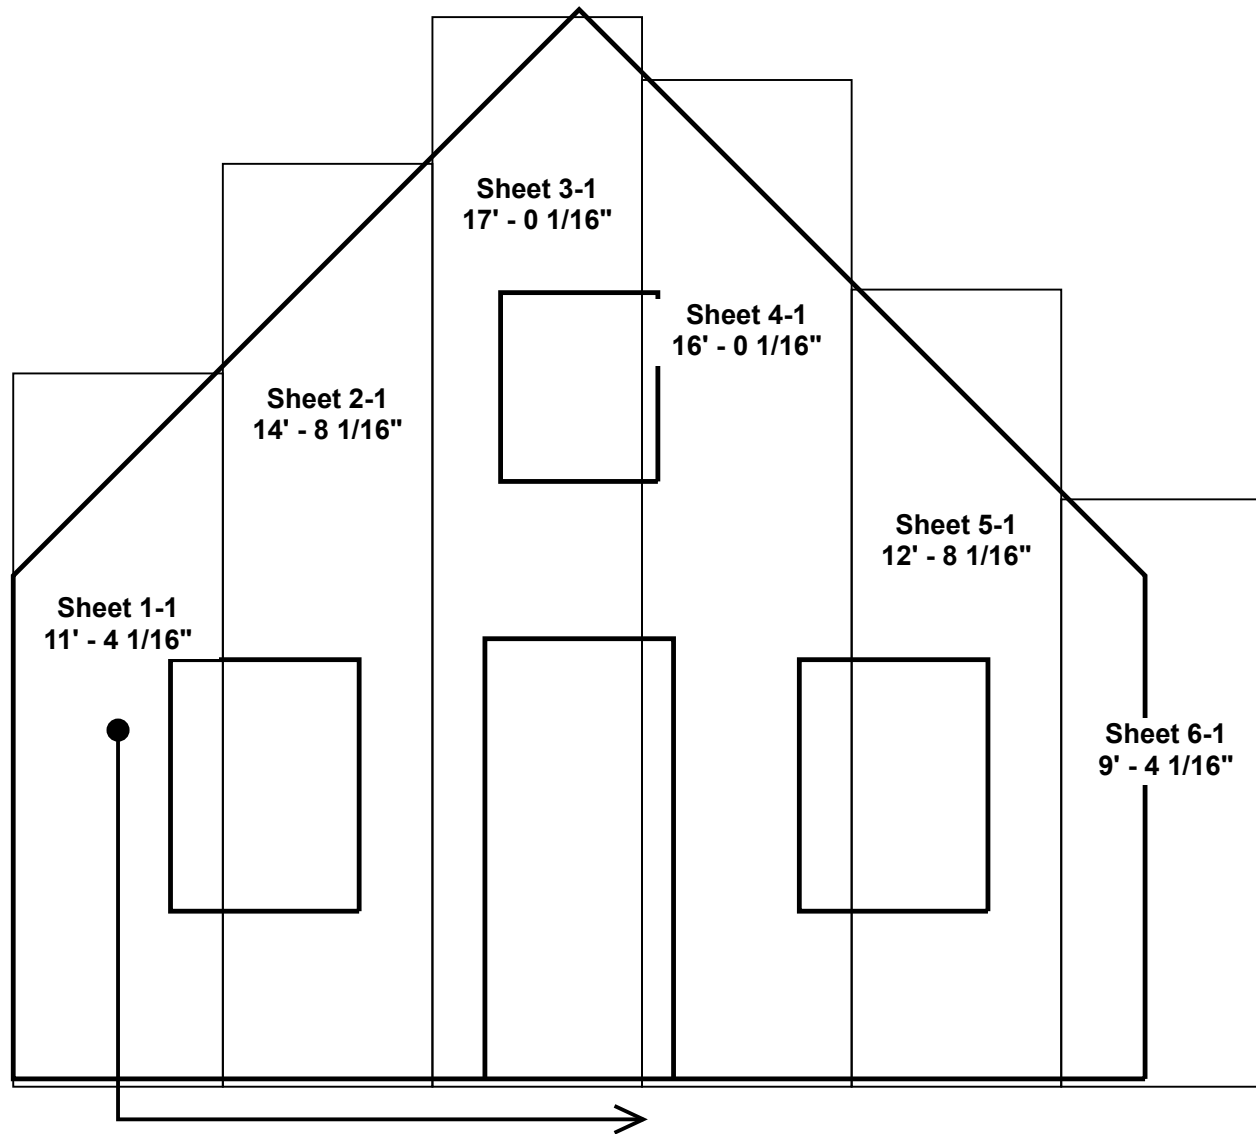 Sheet 3-1
17' - 0 1/16"
Sheet 4-1
16' - 0 1/16"
Sheet 2-1
14' - 8 1/16"
Sheet 5-1
12' - 8 1/16"
Sheet 1-1
11' - 4 1/16"
Sheet 6-1
9' - 4 1/16"